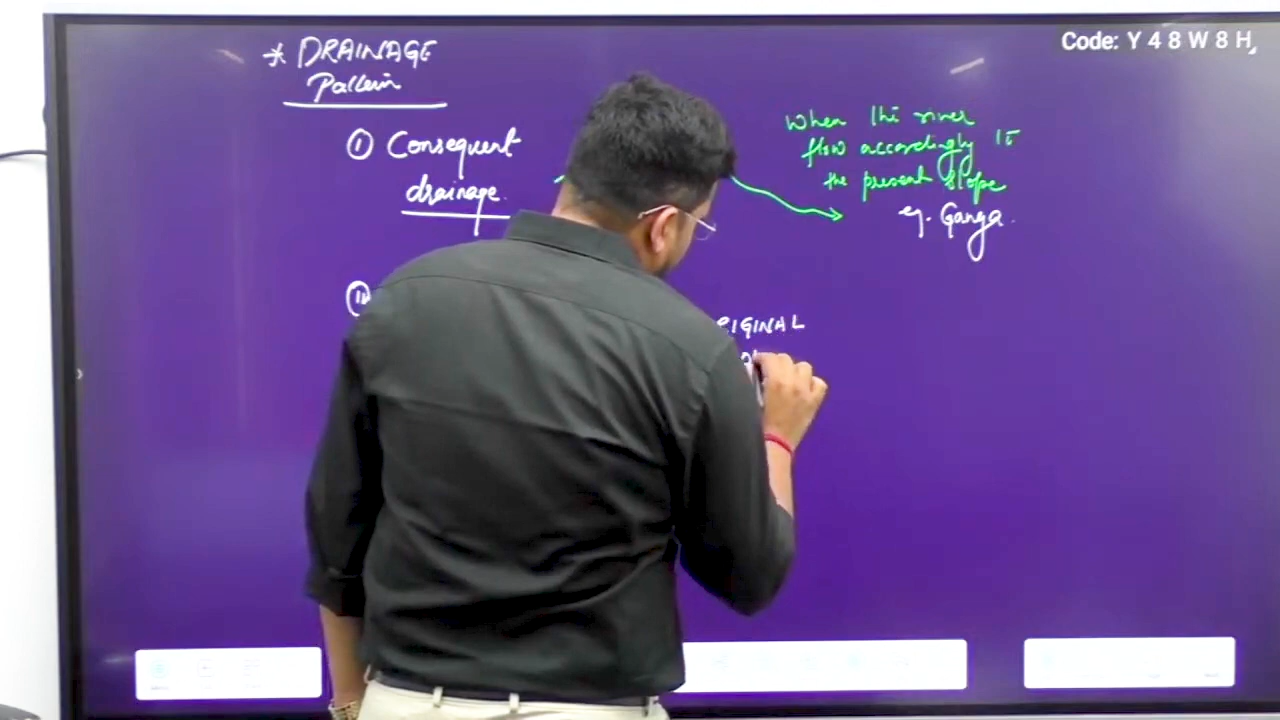 Code: Y 4 8 W 8 H
* DRAINAGE
Pattern
① Consequent
drainage.
When the river
flow accordingly to
the present slope
eg. Ganga.
②
RIGINAL